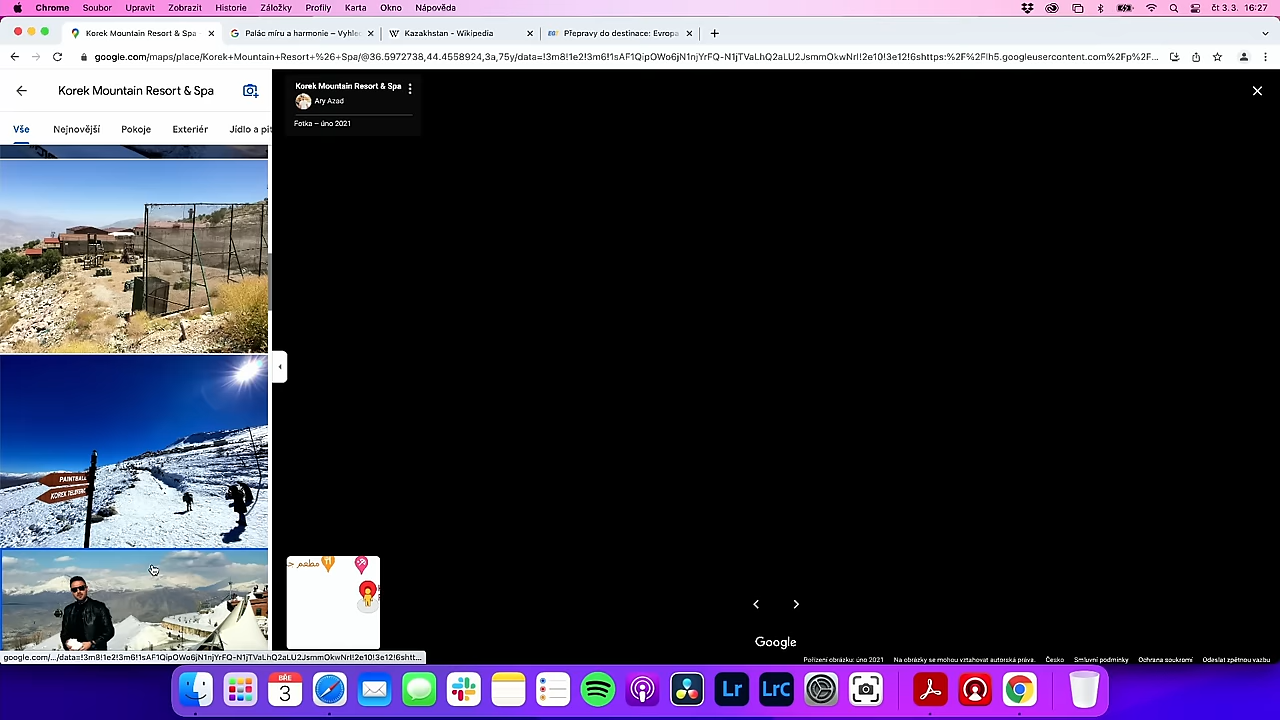 Chrome Soubor Upravit Zobrazit Historie Záložky Profily Karta Okno Nápověda
čt 3.3. 16:27
Korek Mountain Resort & Spa
Palác míru a harmonie – Vyhle
Kazakhstan - Wikipedia
Přepravy do destinace: Evropa
google.com/maps/place/Korek+Mountain+Resort+%26+Spa/@36.5972738,44.4558924,3a,75y/data=!3m8!1e2!3m6!1sAF1QipOWo6jN1njYrFQ-N1jTVaLhQ2aLU2JsmmOkwNrI!2e10!3e12!6shttps:%2F%2Flh5.googleusercontent.com%2Fp%2F...
Korek Mountain Resort & Spa
Vše Nejnovější Pokoje Exteriér Jídlo a pit
Korek Mountain Resort & Spa
Ary Azad
Fotka – úno 2021
PAINTBALL
KOREK TELEFERIK
مطعم
Google
google.com/.../data=!3m8!1e2!3m6!1sAF1QipOWo6jN1njYrFQ-N1jTVaLhQ2aLU2JsmmOkwNrI!2e10!3e12!6shtt...
Pořízení obrázku: úno 2021 Na obrázky se mohou vztahovat autorská práva. Česko Smluvní podmínky Ochrana soukromí Odeslat zpětnou vazbu
BŘE
3
Lr
LrC